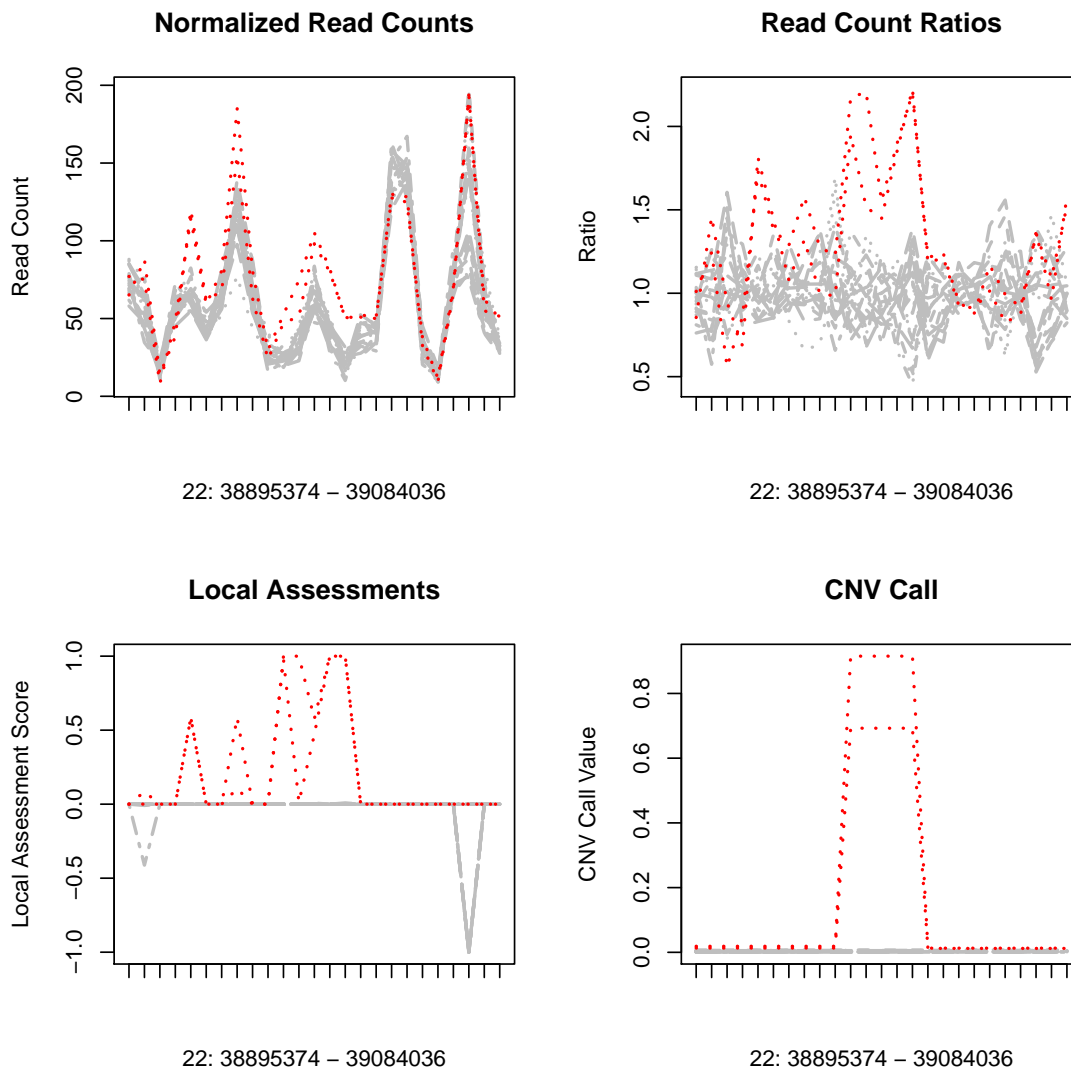 Normalized Read Counts
Read Count
200
150
100
50
0
22: 38895374 – 39084036
Read Count Ratios
Ratio
2.0
1.5
1.0
0.5
22: 38895374 – 39084036
Local Assessments
Local Assessment Score
1.0
0.5
0.0
−0.5
−1.0
22: 38895374 – 39084036
CNV Call
CNV Call Value
0.8
0.6
0.4
0.2
0.0
22: 38895374 – 39084036